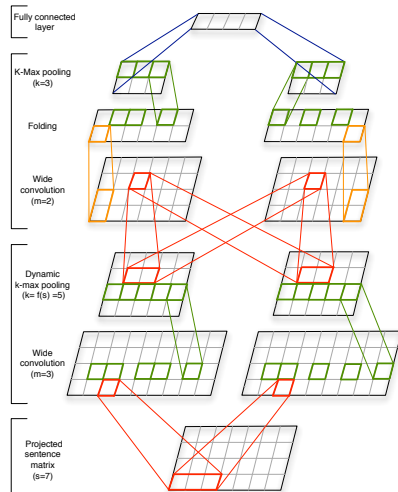 Fully connected
layer
K-Max pooling
(k=3)
Folding
Wide
convolution
(m=2)
Dynamic
k-max pooling
(k= f(s) =5)
Wide
convolution
(m=3)
Projected
sentence
matrix
(s=7)